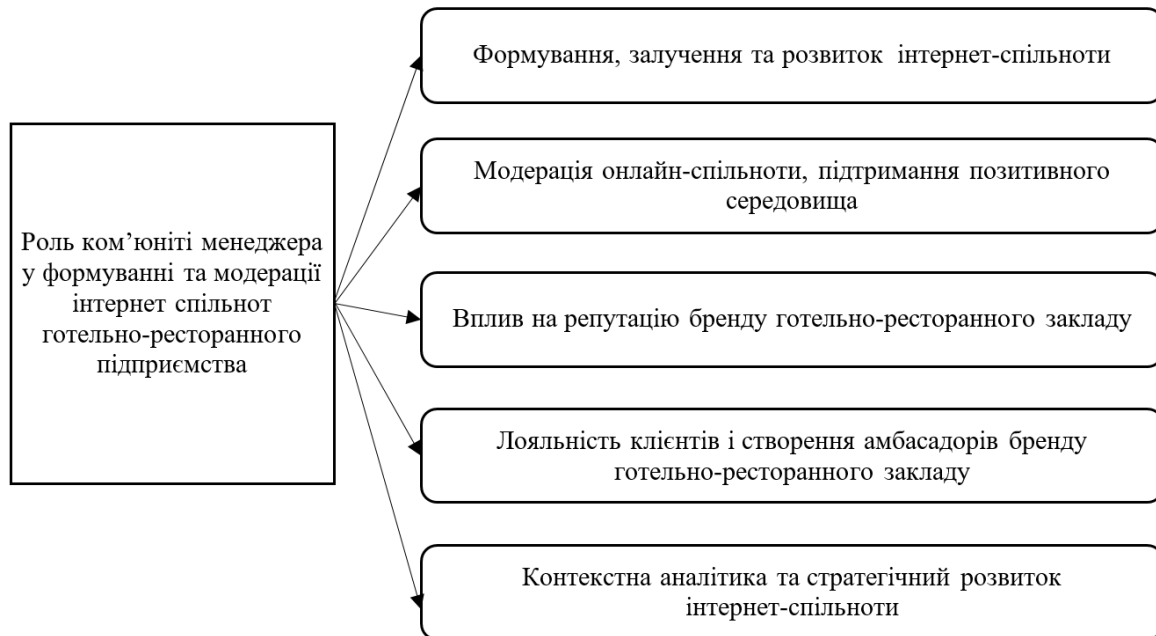 Роль ком’юніті менеджера
у формуванні та модерації
інтернет спільнот
готельно-ресторанного
підприємства
Формування, залучення та розвиток інтернет-спільноти
Модерація онлайн-спільноти, підтримання позитивного
середовища
Вплив на репутацію бренду готельно-ресторанного закладу
Лояльність клієнтів і створення амбасадорів бренду
готельно-ресторанного закладу
Контекстна аналітика та стратегічний розвиток
інтернет-спільноти